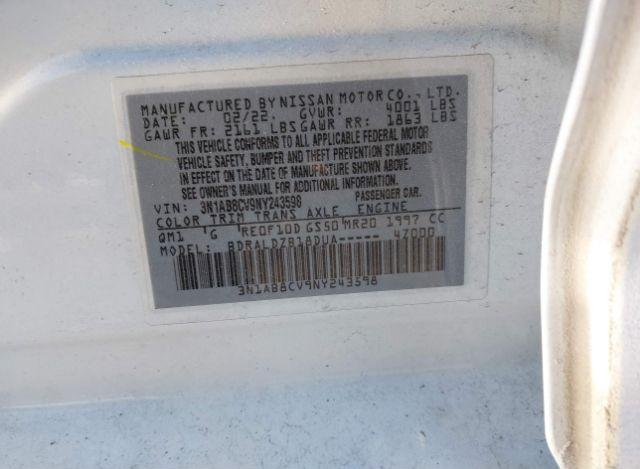 MANUFACTURED BY NISSAN MOTOR CO., LTD.
DATE: 02/22. GVWR: 4001 LBS
GAWR FR: 2161 LBS GAWR RR: 1863 LBS
THIS VEHICLE CONFORMS TO ALL APPLICABLE FEDERAL MOTOR
VEHICLE SAFETY, BUMPER AND THEFT PREVENTION STANDARDS
IN EFFECT ON THE DATE OF MANUFACTURE SHOWN ABOVE.
SEE OWNER'S MANUAL FOR ADDITIONAL INFORMATION.
VIN: 3N1AB8CV9NY243598 PASSENGER CAR.
COLOR TRIM TRANS AXLE ENGINE
QM1 'G RE0F10D GS50 MR20 1997 CC
MODEL: BDRALDZB18DUA----- 47000
3N1AB8CV9NY243598